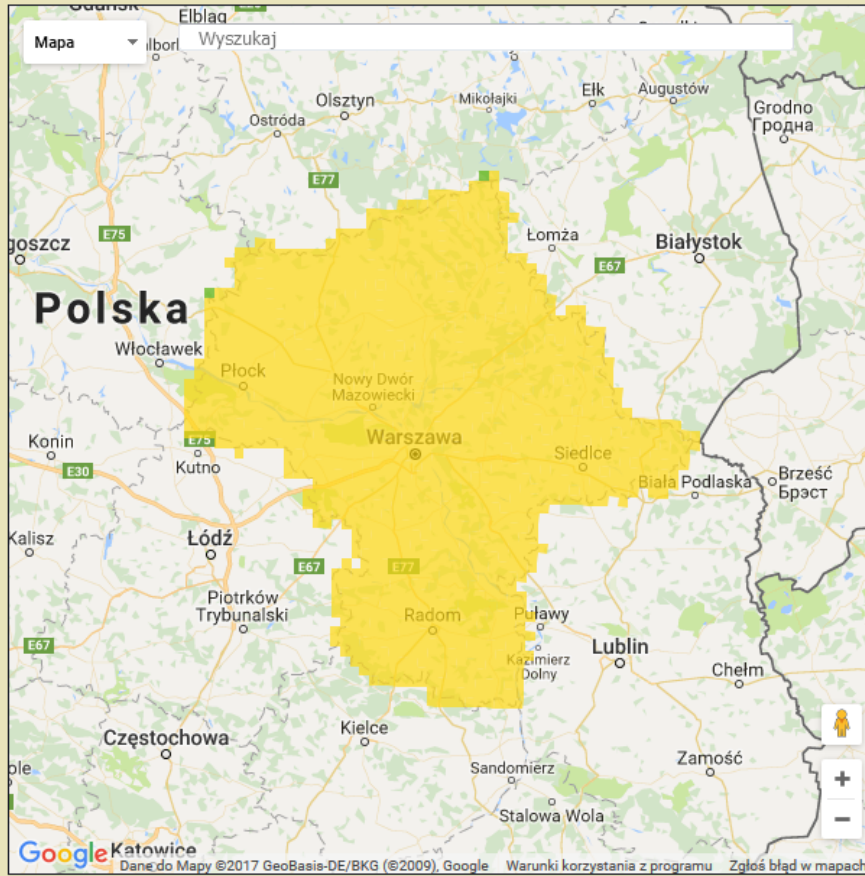 Elbląg
Mapa
Wyszukaj
Olsztyn
Mikołajki
Ełk
Augustów
Ostróda
Grodno
Гродна
E77
E75
Łomża
Białystok
E67
Polska
Włocławek
Płock
Nowy Dwór
Mazowiecki
Konin
E75
Warszawa
Siedlce
Kutno
E30
Biała Podlaska
Brześć
Брэст
Kalisz
Łódź
E67
E77
Piotrków
Trybunalski
Radom
Puławy
E67
Lublin
Kazimierz
Dolny
Chełm
Kielce
Częstochowa
Zamość
Sandomierz
Stalowa Wola
Google
Katowice
Dane do Mapy ©2017 GeoBasis-DE/BKG (©2009), Google Warunki korzystania z programu Zgłoś błąd w mapach